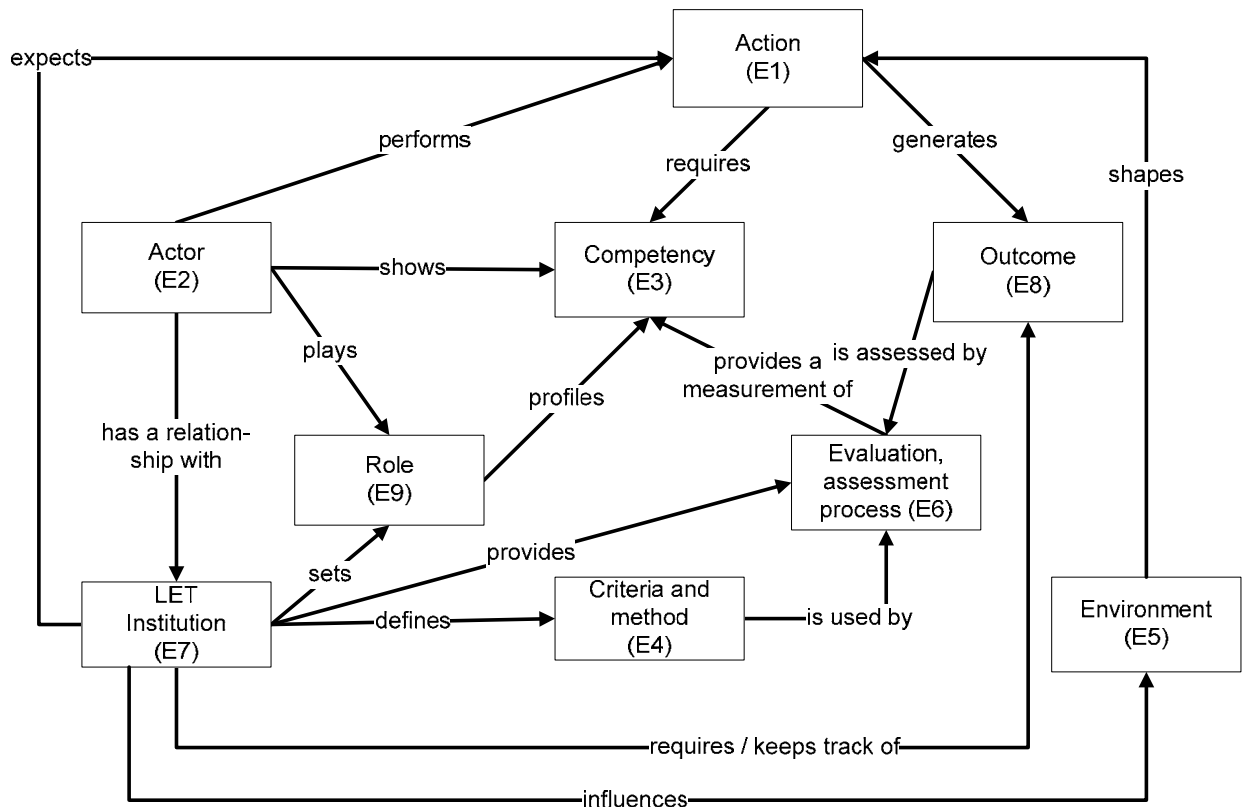 expects
Action
(E1)
performs
requires
generates
shapes
Actor
(E2)
shows
Competency
(E3)
Outcome
(E8)
plays
provides a
measurement of
is assessed by
profiles
has a relation-
ship with
Role
(E9)
Evaluation,
assessment
process (E6)
provides
sets
LET
Institution
(E7)
defines
Criteria and
method
(E4)
is used by
Environment
(E5)
requires / keeps track of
influences